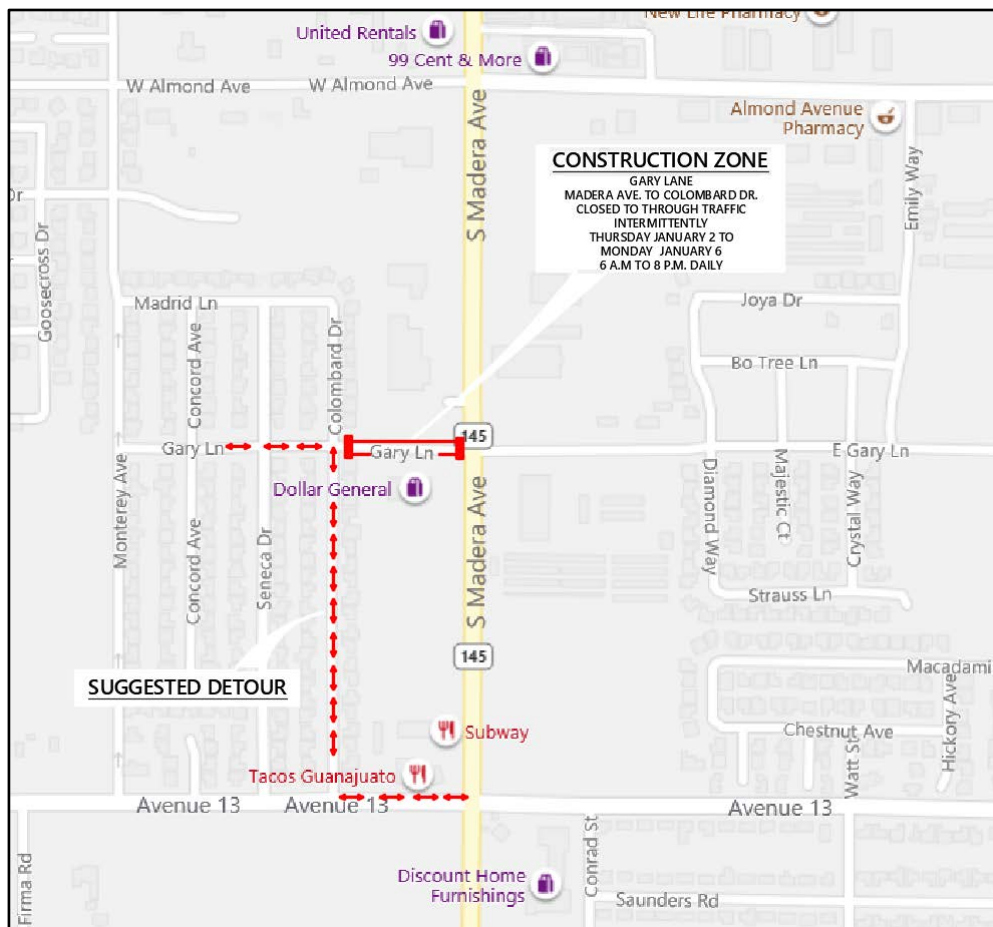 New Life Pharmacy
United Rentals
99 Cent & More
W Almond Ave
W Almond Ave
Almond Avenue
Pharmacy
CONSTRUCTION ZONE
GARY LANE
MADERA AVE. TO COLOMBARD DR.
CLOSED TO THROUGH TRAFFIC
INTERMITTENTLY
THURSDAY JANUARY 2 TO
MONDAY JANUARY 6
6 A.M TO 8 P.M. DAILY
S Madera Ave
Emily Way
Dr
Goosecross Dr
Madrid Ln
Concord Ave
Colombard Dr
Joya Dr
Bo Tree Ln
145
Gary Ln
Gary Ln
E Gary Ln
Dollar General
Monterey Ave
Concord Ave
Seneca Dr
S Madera Ave
Diamond Way
Majestic Ct
Crystal Way
Strauss Ln
145
SUGGESTED DETOUR
Macadami
Subway
Chestnut Ave
Watt St
Hickory Ave
Tacos Guanajuato
Avenue 13
Avenue 13
Avenue 13
Firma Rd
Discount Home
Furnishings
Conrad St
Saunders Rd